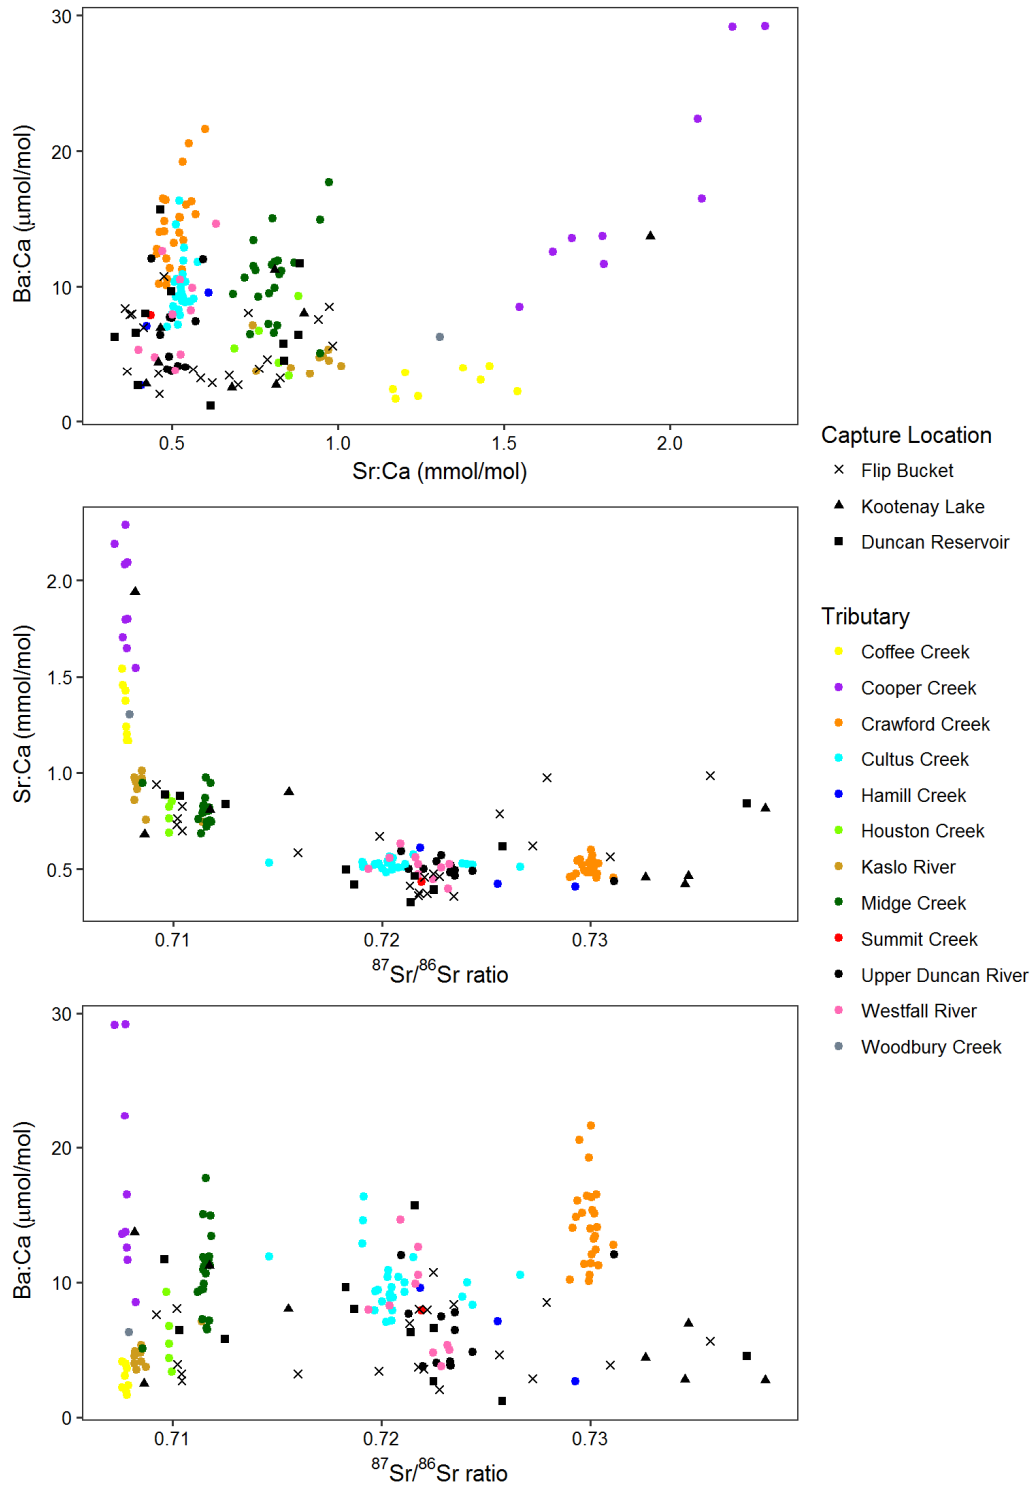 30
20
10
0
Ba:Ca (μmol/mol)
0.5 1.0 1.5 2.0
Sr:Ca (mmol/mol)
2.0
1.5
1.0
0.5
Sr:Ca (mmol/mol)
0.71 0.72 0.73
⁸⁷Sr/⁸⁶Sr ratio
30
20
10
0
Ba:Ca (μmol/mol)
0.71 0.72 0.73
⁸⁷Sr/⁸⁶Sr ratio
Capture Location
Flip Bucket
Kootenay Lake
Duncan Reservoir
Tributary
Coffee Creek
Cooper Creek
Crawford Creek
Cultus Creek
Hamill Creek
Houston Creek
Kaslo River
Midge Creek
Summit Creek
Upper Duncan River
Westfall River
Woodbury Creek